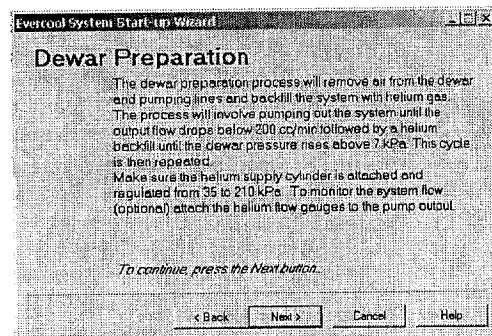 Evercool System Start-up Wizard
Dewar Preparation
The dewar preparation process will remove air from the dewar
and pumping lines and backfill the system with helium gas.
The process will involve pumping out the system until the
output flow drops below 200 cc/min followed by a helium
backfill until the dewar pressure rises above 7 kPa. This cycle
is then repeated.
Make sure the helium supply cylinder is attached and
regulated from 35 to 210 kPa. To monitor the system flow
(optional) attach the helium flow gauges to the pump output.
To continue, press the Next button...
< Back Next > Cancel Help